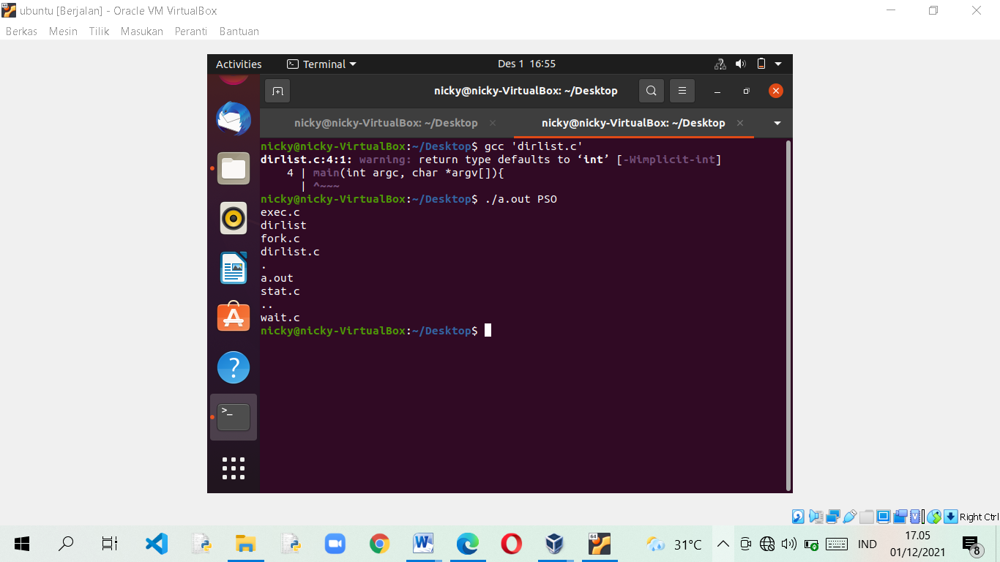 ubuntu [Berjalan] - Oracle VM VirtualBox
Berkas Mesin Tilik Masukan Peranti Bantuan
Activities Terminal Des 1 16:55
nicky@nicky-VirtualBox: ~/Desktop
nicky@nicky-VirtualBox: ~/Desktop × nicky@nicky-VirtualBox: ~/Desktop ×
nicky@nicky-VirtualBox:~/Desktop$ gcc 'dirlist.c'
dirlist.c:4:1: warning: return type defaults to ‘int’ [-Wimplicit-int]
    4 | main(int argc, char *argv[]){
      | ^~~~
nicky@nicky-VirtualBox:~/Desktop$ ./a.out PSO
exec.c
dirlist
fork.c
dirlist.c
.
a.out
stat.c
..
wait.c
nicky@nicky-VirtualBox:~/Desktop$
Right Ctrl
31°C IND 17.05
01/12/2021
8